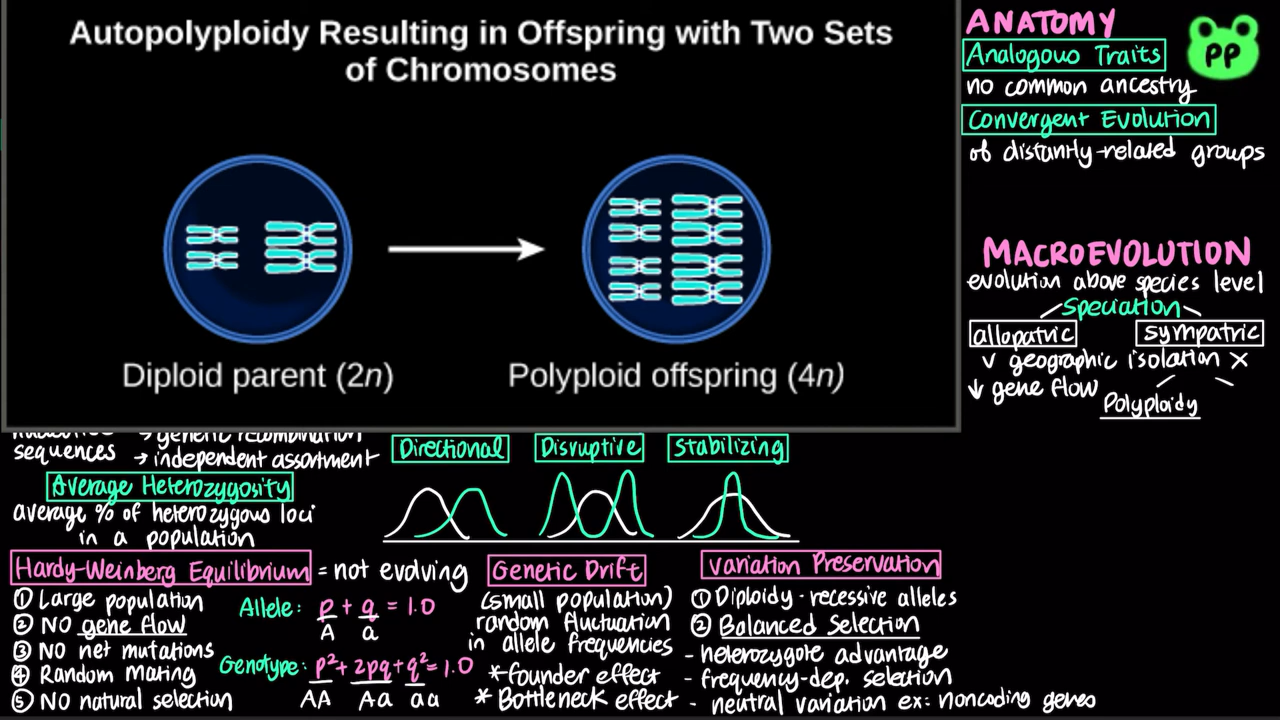 Autopolyploidy Resulting in Offspring with Two Sets
of Chromosomes
Diploid parent (2n)
Polyploid offspring (4n)
ANATOMY
PP
Analogous Traits
no common ancestry
Convergent Evolution
of distantly-related groups
MACROEVOLUTION
evolution above species level
Speciation
allopatric
sympatric
v geographic isolation x
↓ gene flow
Polyploidy
→ genetic recombination
sequences → independent assortment
Average Heterozygosity
average % of heterozygous loci
in a population
Directional
Disruptive
Stabilizing
Hardy-Weinberg Equilibrium = not evolving
① Large population
② NO gene flow
③ NO net mutations
④ Random mating
⑤ NO natural selection
Allele: p + q = 1.0
A a
Genotype: p² + 2pq + q² = 1.0
AA Aa aa
Genetic Drift
(small population)
random fluctuation
in allele frequencies
*founder effect
*Bottleneck effect
Variation Preservation
① Diploidy - recessive alleles
② Balanced Selection
- heterozygote advantage
- frequency-dep. selection
- neutral variation ex: noncoding genes